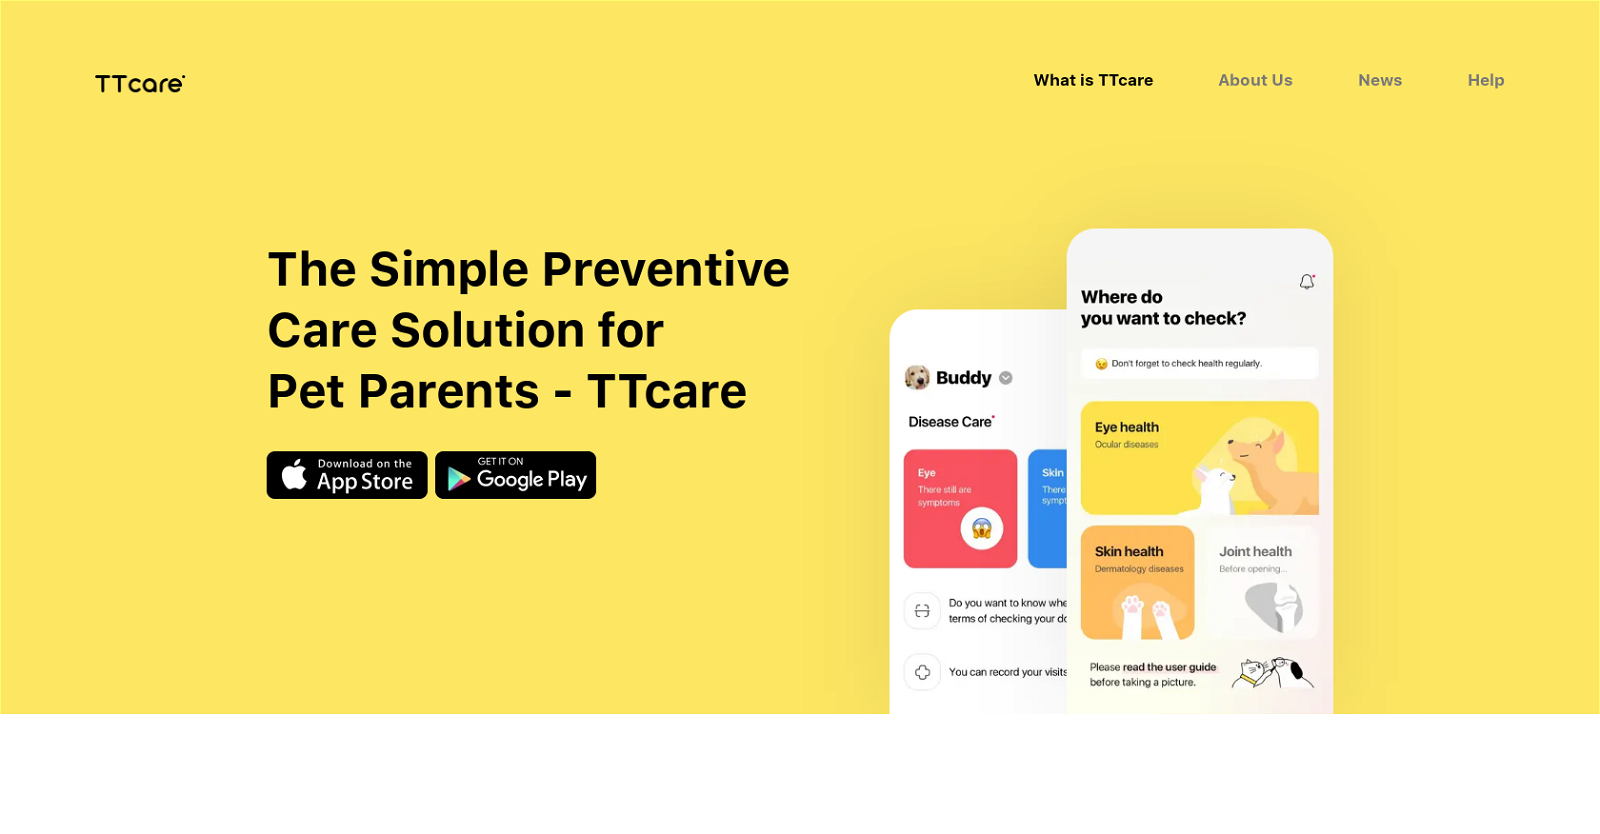 TTcare
What is TTcare
About Us
News
Help
The Simple Preventive
Care Solution for
Pet Parents - TTcare
Download on the
App Store
GET IT ON
Google Play
Buddy
Disease Care
Eye
There still are
symptoms
Skin
There
sympt
Do you want to know whe
terms of checking your do
You can record your visits
Where do
you want to check?
Don't forget to check health regularly.
Eye health
Ocular diseases
Skin health
Dermatology diseases
Joint health
Before opening...
Please read the user guide
before taking a picture.